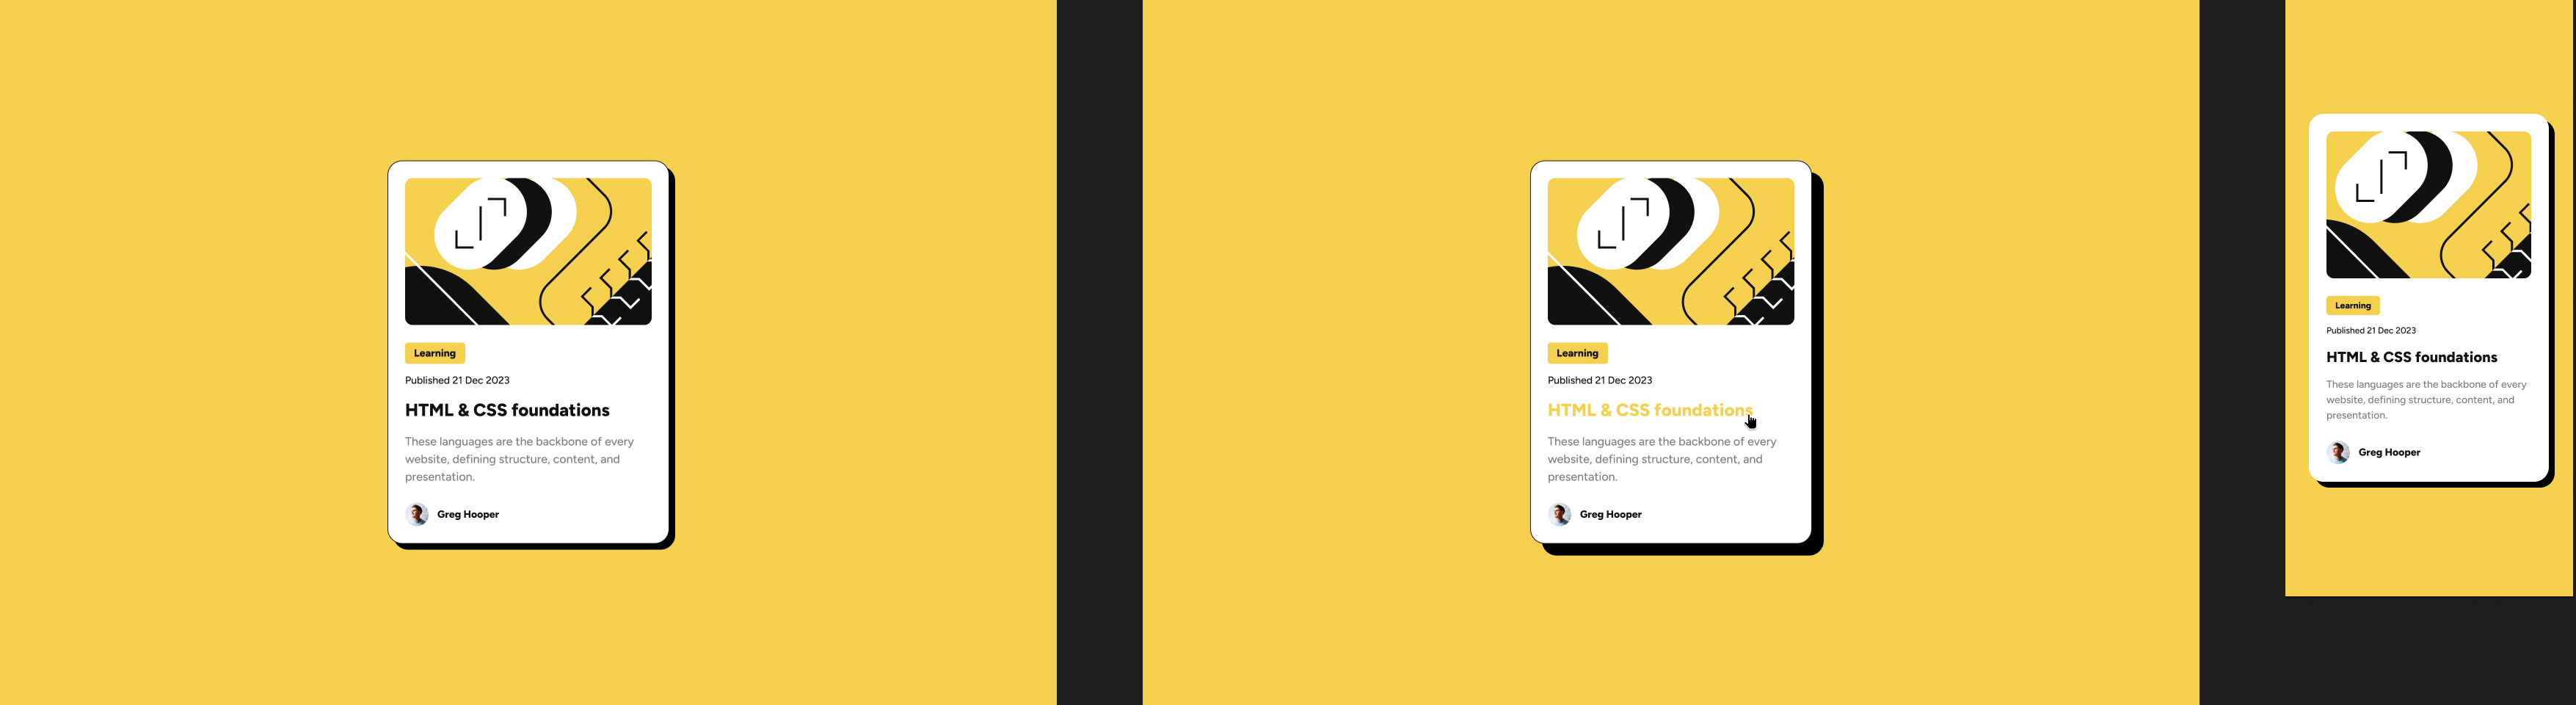 Learning
Published 21 Dec 2023
HTML & CSS foundations
These languages are the backbone of every
website, defining structure, content, and
presentation.
Greg Hooper
Learning
Published 21 Dec 2023
HTML & CSS foundations
These languages are the backbone of every
website, defining structure, content, and
presentation.
Greg Hooper
Learning
Published 21 Dec 2023
HTML & CSS foundations
These languages are the backbone of every
website, defining structure, content, and
presentation.
Greg Hooper